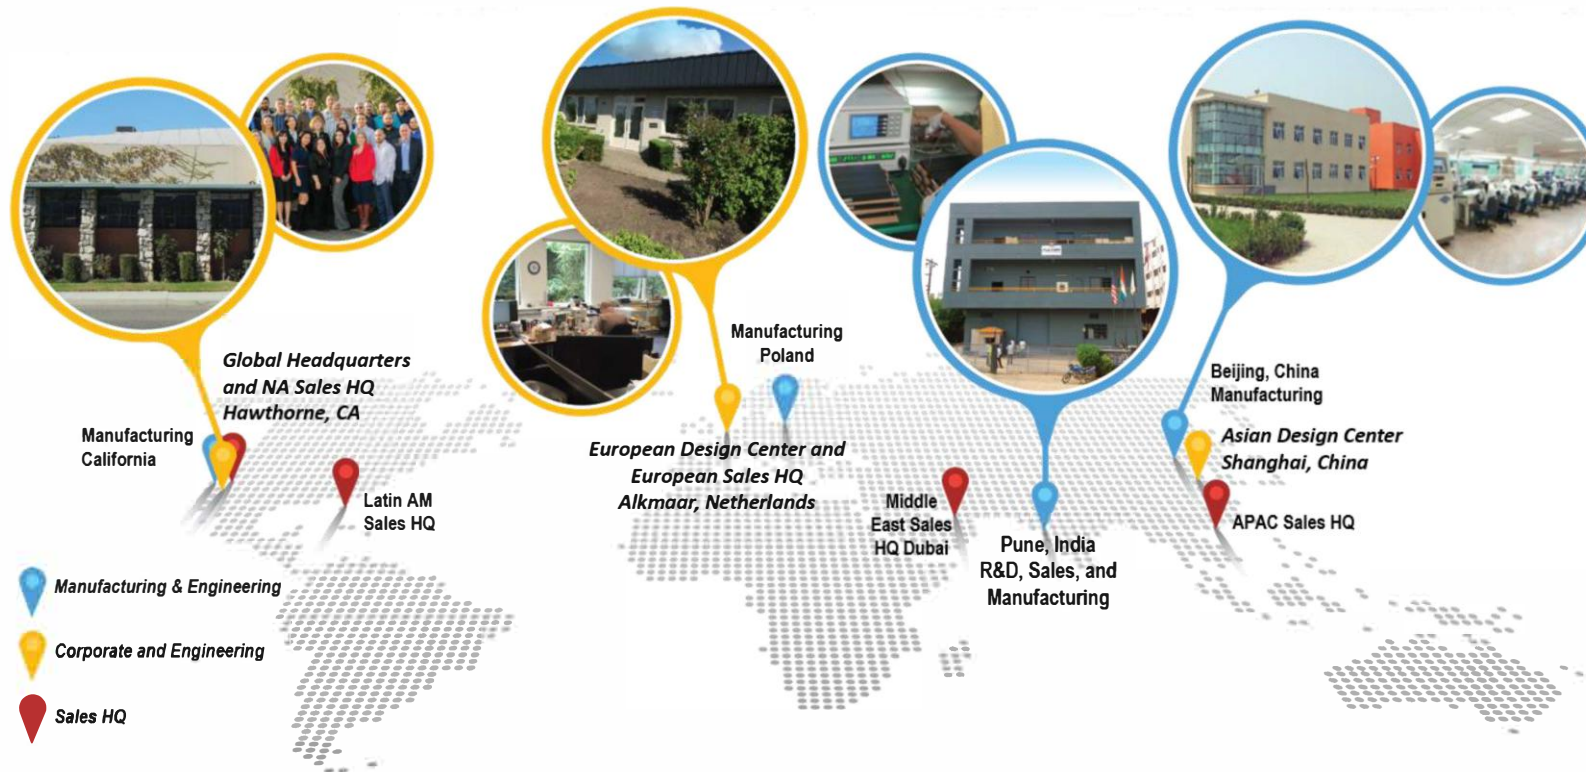 Global Headquarters
and NA Sales HQ
Hawthorne, CA
Manufacturing
California
Latin AM
Sales HQ
Manufacturing
Poland
European Design Center and
European Sales HQ
Alkmaar, Netherlands
Middle
East Sales
HQ Dubai
Pune, India
R&D, Sales, and
Manufacturing
Beijing, China
Manufacturing
Asian Design Center
Shanghai, China
APAC Sales HQ
Manufacturing & Engineering
Corporate and Engineering
Sales HQ